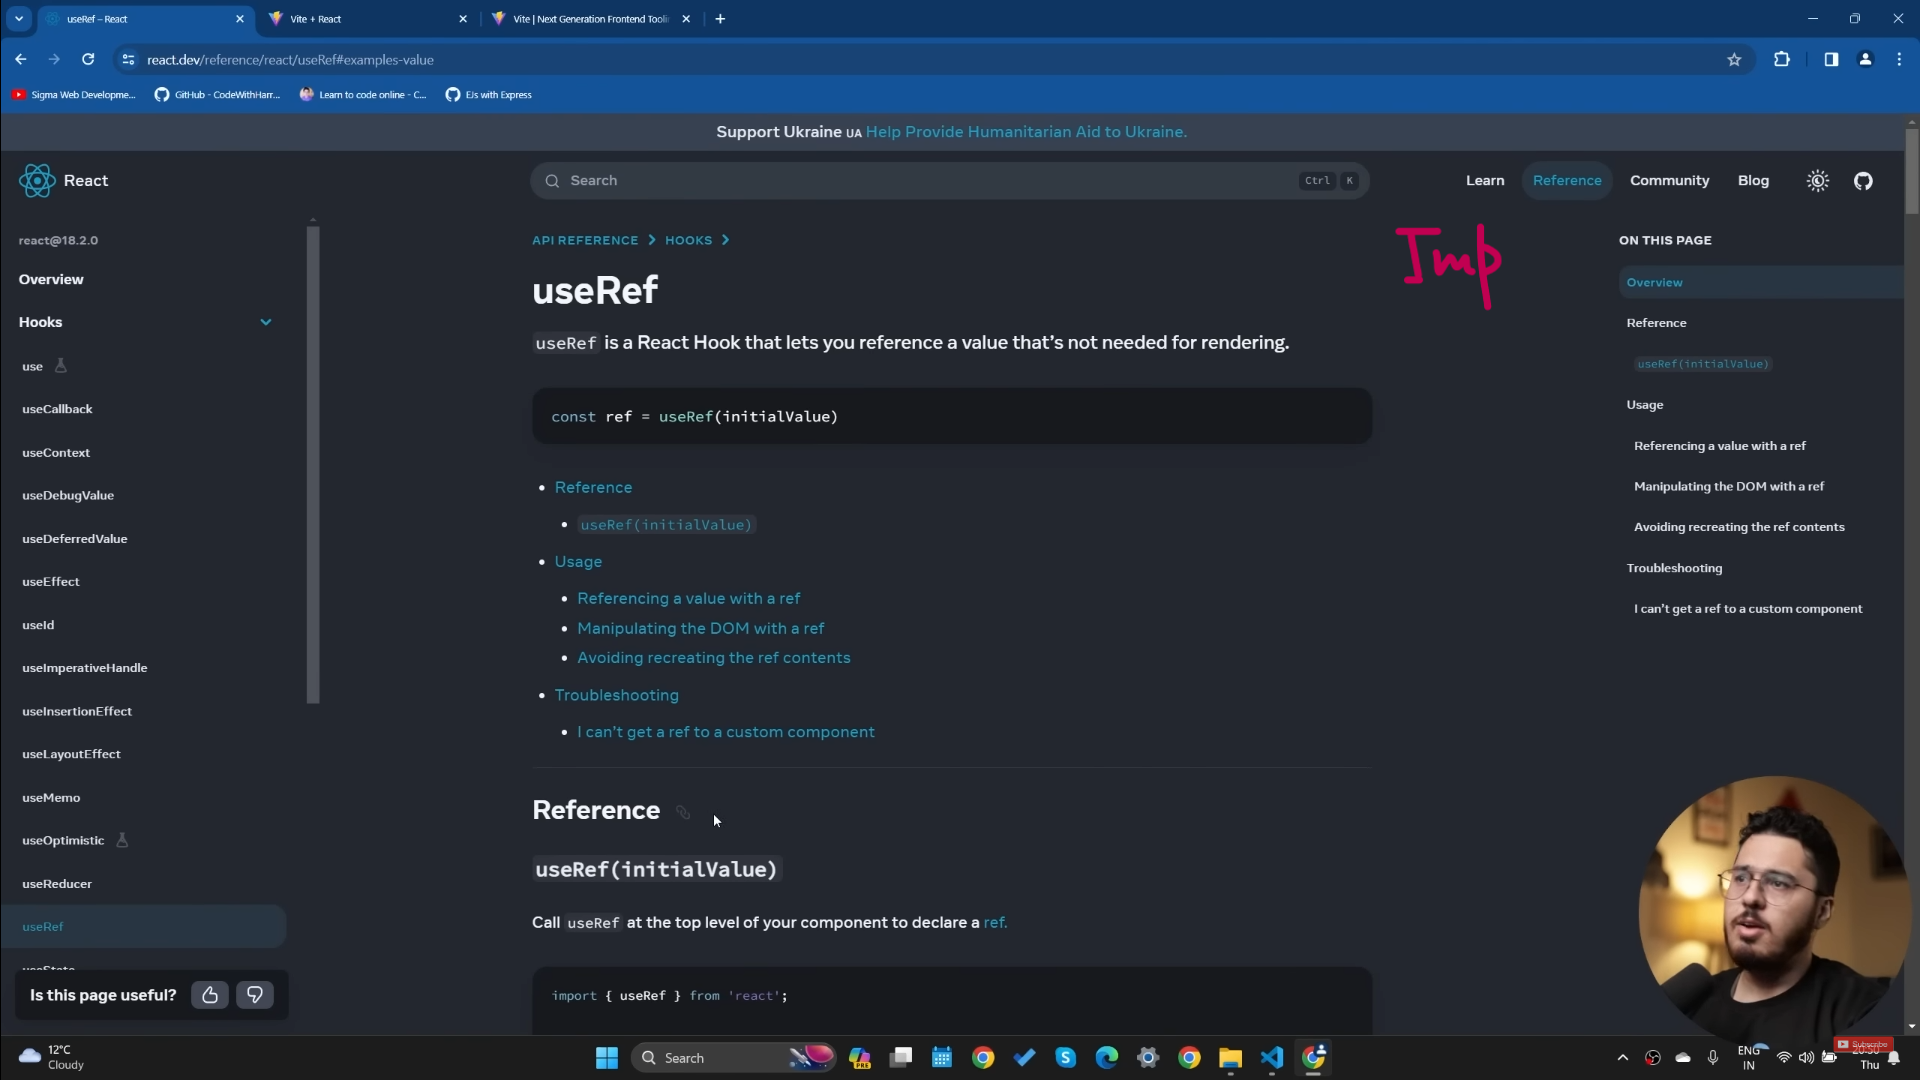 useRef – React
Vite + React
Vite | Next Generation Frontend Tooli
react.dev/reference/react/useRef#examples-value
Sigma Web Developme...
GitHub - CodeWithHarr...
Learn to code online - C...
EJs with Express
Support Ukraine UA Help Provide Humanitarian Aid to Ukraine.
React
Search
Ctrl K
Learn
Reference
Community
Blog
react@18.2.0
Overview
Hooks
use
useCallback
useContext
useDebugValue
useDeferredValue
useEffect
useId
useImperativeHandle
useInsertionEffect
useLayoutEffect
useMemo
useOptimistic
useReducer
useRef
useState
Is this page useful?
API REFERENCE > HOOKS >
Imp
useRef
useRef is a React Hook that lets you reference a value that’s not needed for rendering.
const ref = useRef(initialValue)
• Reference
• useRef(initialValue)
• Usage
• Referencing a value with a ref
• Manipulating the DOM with a ref
• Avoiding recreating the ref contents
• Troubleshooting
• I can’t get a ref to a custom component
Reference
useRef(initialValue)
Call useRef at the top level of your component to declare a ref.
import { useRef } from 'react';
ON THIS PAGE
Overview
Reference
useRef(initialValue)
Usage
Referencing a value with a ref
Manipulating the DOM with a ref
Avoiding recreating the ref contents
Troubleshooting
I can’t get a ref to a custom component
12°C
Cloudy
Search
PRE
ENG
IN
Subscribe
Thu